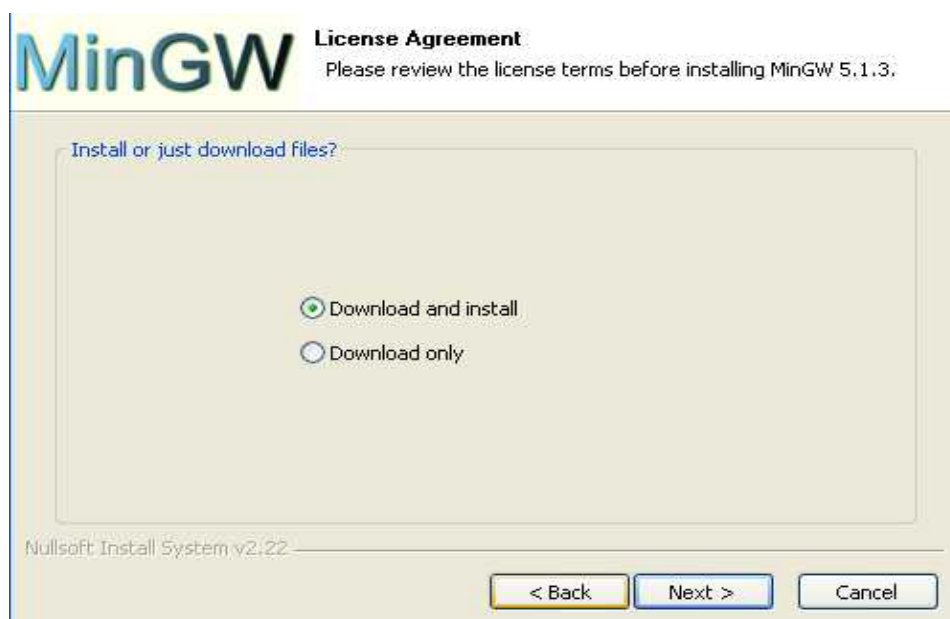 MinGW
License Agreement
Please review the license terms before installing MinGW 5.1.3.
Install or just download files?
Download and install
Download only
Nullsoft Install System v2.22
< Back Next > Cancel